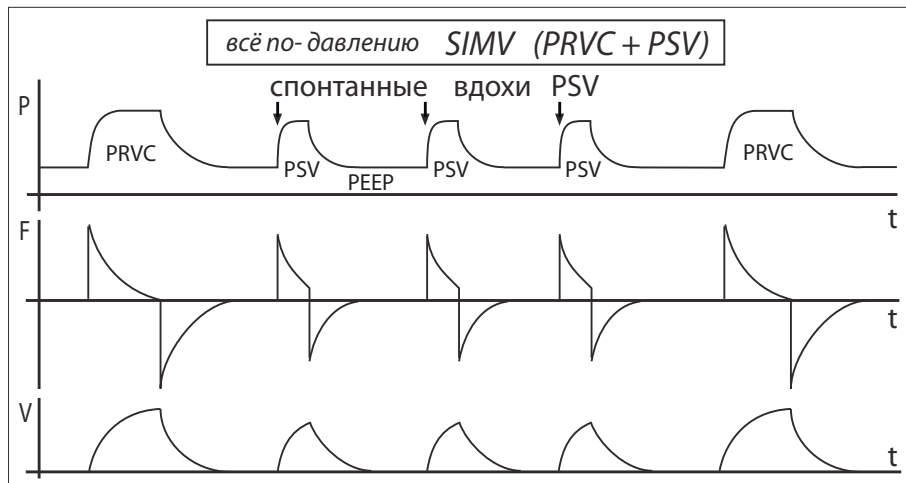 всё по- давлению SIMV (PRVC + PSV)
спонтанные вдохи PSV
P
PRVC
PSV
PEEP
PSV
PSV
PRVC
t
F
t
V
t